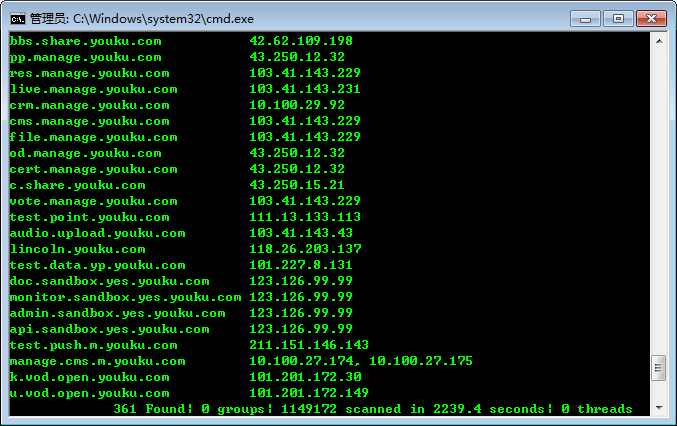 管理员: C:\Windows\system32\cmd.exe
bbs.share.youku.com 42.62.109.198
pp.manage.youku.com 43.250.12.32
res.manage.youku.com 103.41.143.229
live.manage.youku.com 103.41.143.231
crm.manage.youku.com 10.100.29.92
cms.manage.youku.com 103.41.143.229
file.manage.youku.com 103.41.143.229
od.manage.youku.com 43.250.12.32
cert.manage.youku.com 43.250.12.32
c.share.youku.com 43.250.15.21
vote.manage.youku.com 103.41.143.229
test.point.youku.com 111.13.133.113
audio.upload.youku.com 103.41.143.43
lincoln.youku.com 118.26.203.137
test.data.yp.youku.com 101.227.8.131
doc.sandbox.yes.youku.com 123.126.99.99
monitor.sandbox.yes.youku.com 123.126.99.99
admin.sandbox.yes.youku.com 123.126.99.99
api.sandbox.yes.youku.com 123.126.99.99
test.push.m.youku.com 211.151.146.143
manage.cms.m.youku.com 10.100.27.174, 10.100.27.175
k.vod.open.youku.com 101.201.172.30
u.vod.open.youku.com 101.201.172.149
361 Found| 0 groups| 1149172 scanned in 2239.4 seconds| 0 threads